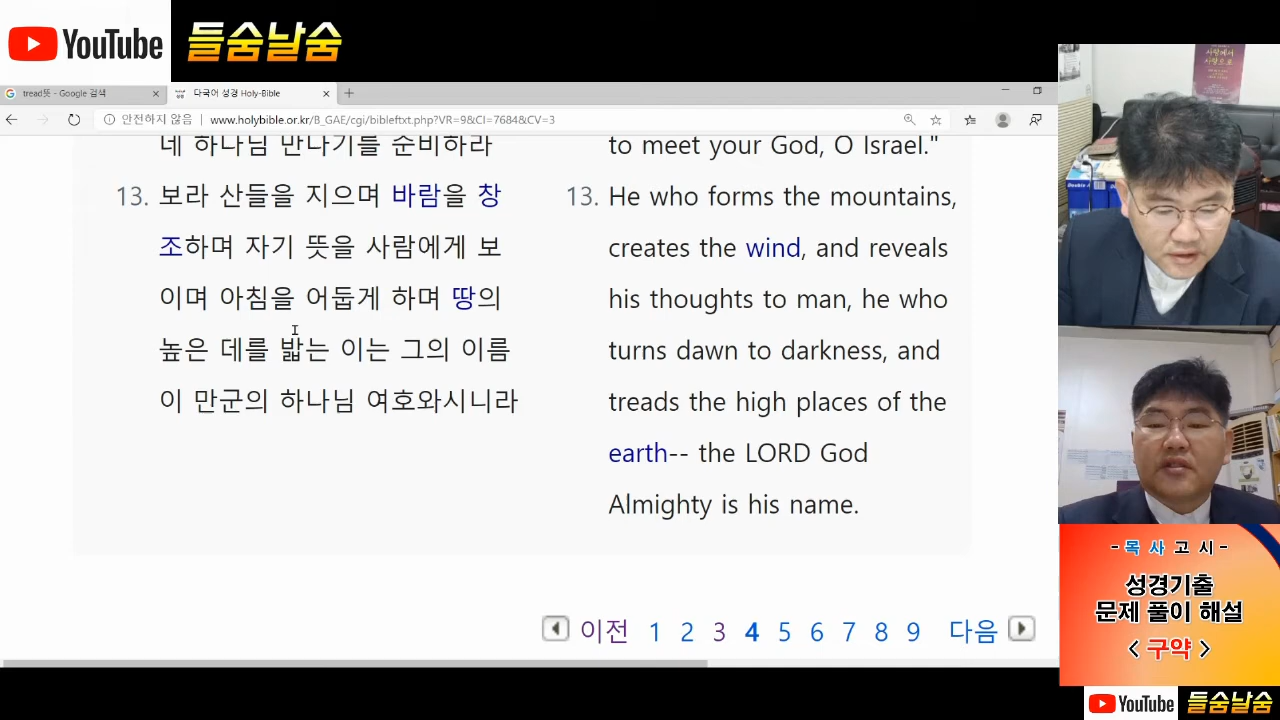 YouTube 들숨날숨
tread뜻 - Google 검색
다국어 성경 Holy-Bible
안전하지 않음 | www.holybible.or.kr/B_GAE/cgi/bibleftxt.php?VR=9&CI=7684&CV=3
네 하나님 만나기를 준비하라
13. 보라 산들을 지으며 바람을 창
조하며 자기 뜻을 사람에게 보
이며 아침을 어둡게 하며 땅의
높은 데를 밟는 이는 그의 이름
이 만군의 하나님 여호와시니라
to meet your God, O Israel."
13. He who forms the mountains,
creates the wind, and reveals
his thoughts to man, he who
turns dawn to darkness, and
treads the high places of the
earth-- the LORD God
Almighty is his name.
이전 1 2 3 4 5 6 7 8 9 다음
사랑에서
사랑으로
- 목사고시 -
성경기출
문제 풀이 해설
< 구약 >
YouTube 들숨날숨